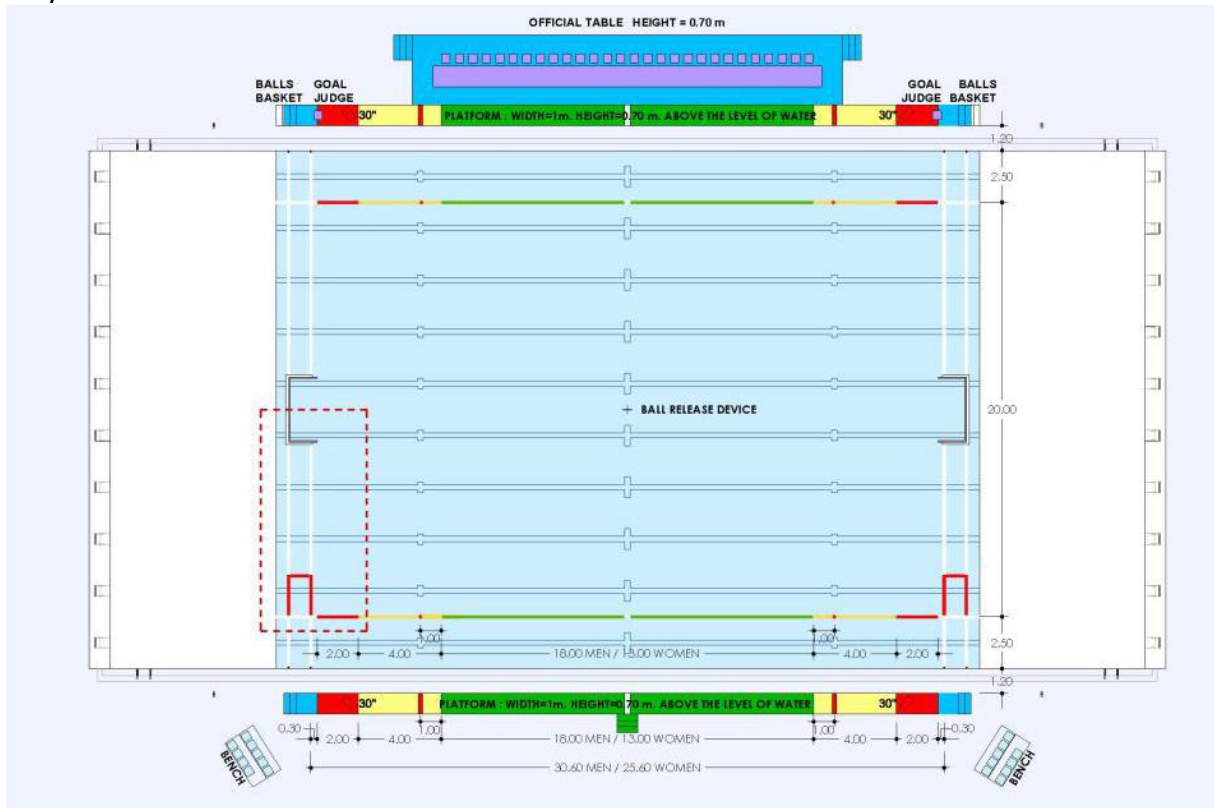 OFFICIAL TABLE HEIGHT = 0.70 m
BALLS BASKET
GOAL JUDGE
GOAL JUDGE
BALLS BASKET
30"
PLATFORM : WIDTH=1m. HEIGHT=0.70 m. ABOVE THE LEVEL OF WATER
30"
1.20
2.50
BALL RELEASE DEVICE
20.00
1.00
1.00
2.50
2.00
4.00
18.00 MEN / 13.00 WOMEN
4.00
2.00
1.20
30"
PLATFORM : WIDTH=1m. HEIGHT=0.70 m. ABOVE THE LEVEL OF WATER
30"
0.30
1.00
1.00
0.30
2.00
4.00
18.00 MEN / 13.00 WOMEN
4.00
2.00
BENCH
BENCH
30.60 MEN / 25.60 WOMEN